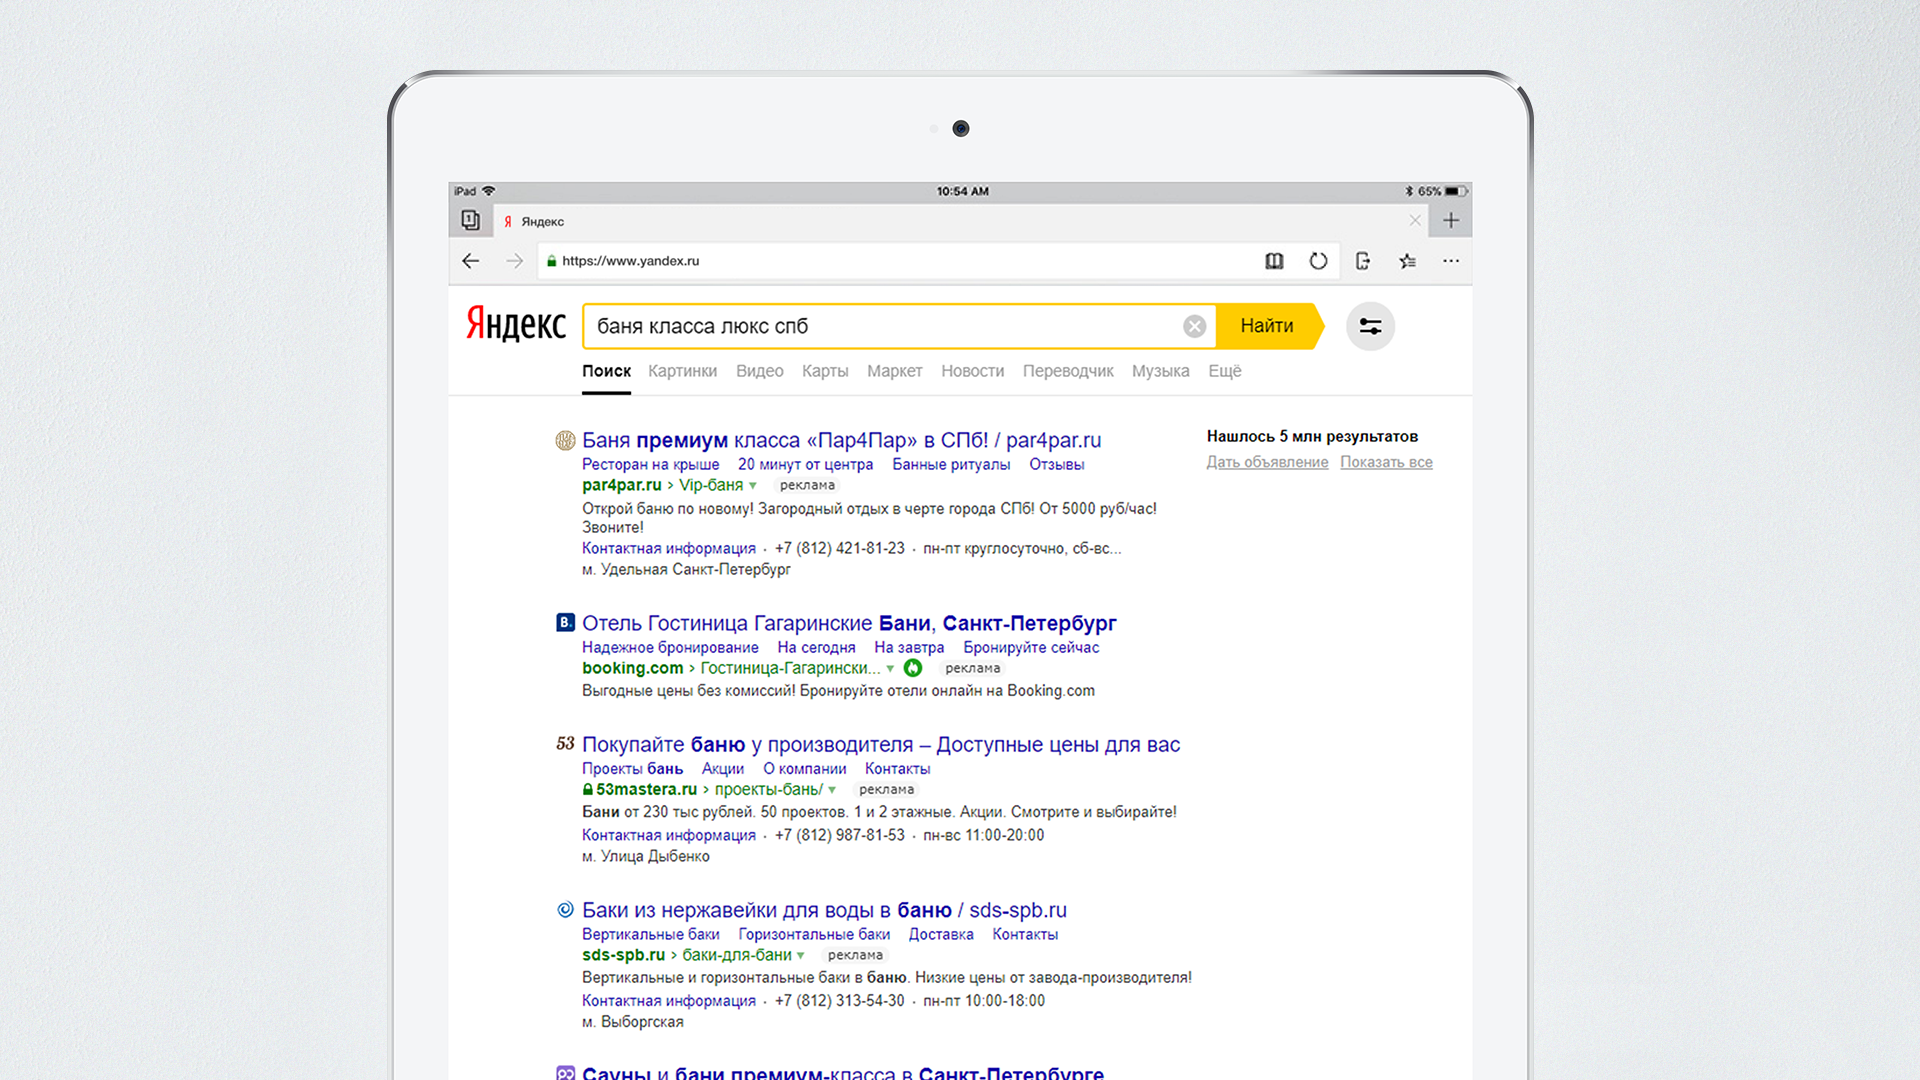 iPad 10:54 AM 65%
1 Я Яндекс
https://www.yandex.ru
Яндекс баня класса люкс спб Найти
Поиск Картинки Видео Карты Маркет Новости Переводчик Музыка Ещё
Баня премиум класса «Пар4Пар» в СПб! / par4par.ru
Ресторан на крыше 20 минут от центра Банные ритуалы Отзывы
par4par.ru › Vip-баня реклама
Открой баню по новому! Загородный отдых в черте города СПб! От 5000 руб/час!
Звоните!
Контактная информация · +7 (812) 421-81-23 · пн-пт круглосуточно, сб-вс...
м. Удельная Санкт-Петербург
Нашлось 5 млн результатов
Дать объявление Показать все
B. Отель Гостиница Гагаринские Бани, Санкт-Петербург
Надежное бронирование На сегодня На завтра Бронируйте сейчас
booking.com › Гостиница-Гагарински... реклама
Выгодные цены без комиссий! Бронируйте отели онлайн на Booking.com
53 Покупайте баню у производителя – Доступные цены для вас
Проекты бань Акции О компании Контакты
53mastera.ru › проекты-бань/ реклама
Бани от 230 тыс рублей. 50 проектов. 1 и 2 этажные. Акции. Смотрите и выбирайте!
Контактная информация · +7 (812) 987-81-53 · пн-вс 11:00-20:00
м. Улица Дыбенко
Баки из нержавейки для воды в баню / sds-spb.ru
Вертикальные баки Горизонтальные баки Доставка Контакты
sds-spb.ru › баки-для-бани реклама
Вертикальные и горизонтальные баки в баню. Низкие цены от завода-производителя!
Контактная информация · +7 (812) 313-54-30 · пн-пт 10:00-18:00
м. Выборгская
Сауны и бани премиум-класса в Санкт-Петербурге